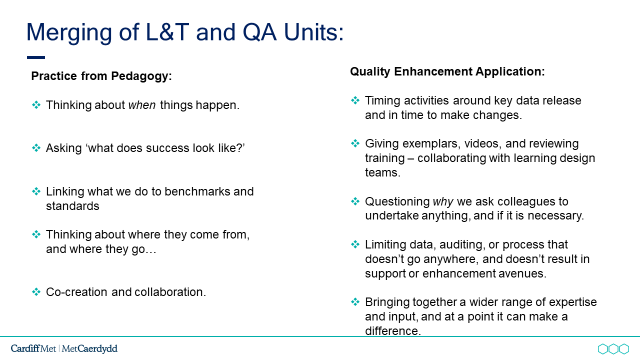 Merging of L&T and QA Units:
Practice from Pedagogy:
❖ Thinking about when things happen.
❖ Asking ‘what does success look like?’
❖ Linking what we do to benchmarks and
standards
❖ Thinking about where they come from,
and where they go…
❖ Co-creation and collaboration.
Quality Enhancement Application:
❖ Timing activities around key data release
and in time to make changes.
❖ Giving exemplars, videos, and reviewing
training – collaborating with learning design
teams.
❖ Questioning why we ask colleagues to
undertake anything, and if it is necessary.
❖ Limiting data, auditing, or process that
doesn’t go anywhere, and doesn’t result in
support or enhancement avenues.
❖ Bringing together a wider range of expertise
and input, and at a point it can make a
difference.
CardiffMet | MetCaerdydd